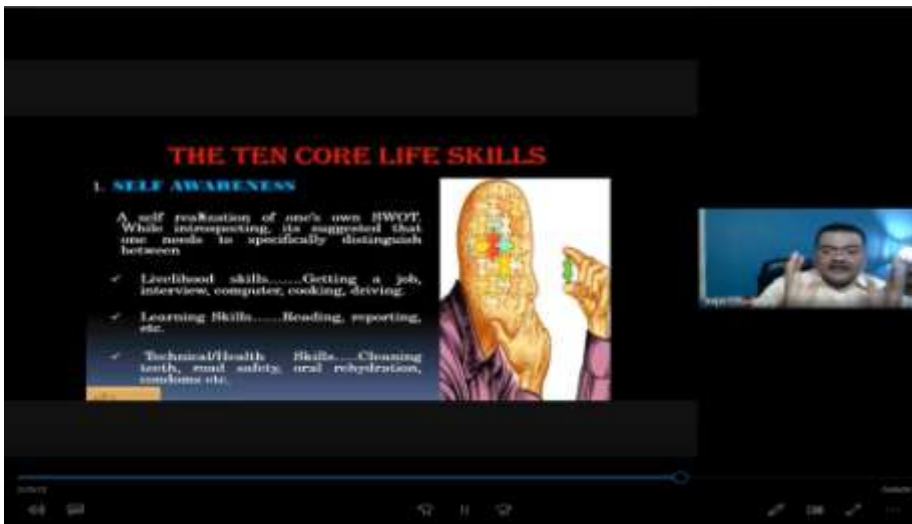 THE TEN CORE LIFE SKILLS
1. SELF AWARENESS
A self realization of one's own SWOT.
While introspecting, its suggested that
one needs to specifically distinguish
between
✓ Livelihood skills.......Getting a job,
interview, computer, cooking, driving.
✓ Learning Skills......Reading, reporting,
etc.
✓ Technical/Health Skills.....Cleaning
teeth, road safety, oral rehydration,
condoms etc.